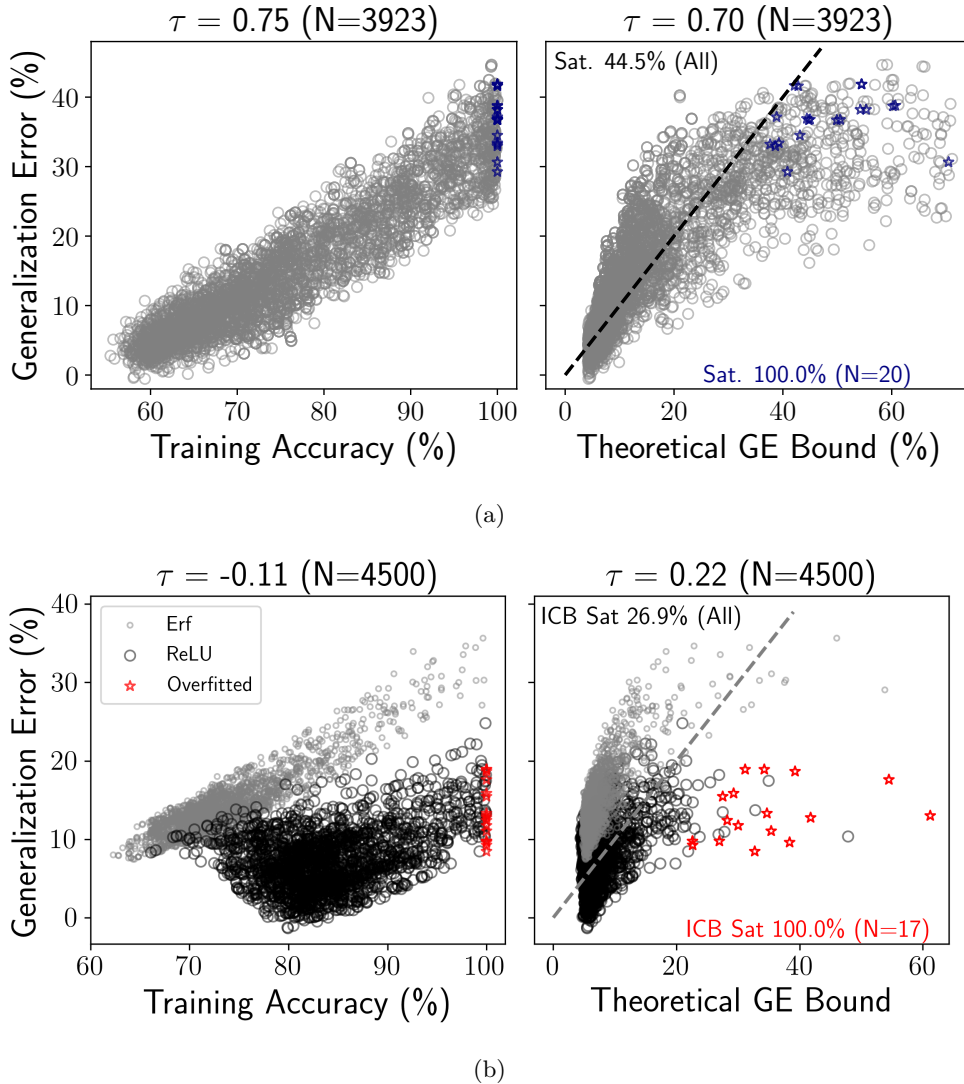 τ = 0.75 (N=3923)
τ = 0.70 (N=3923)
Generalization Error (%)
40
30
20
10
0
60 70 80 90 100
Training Accuracy (%)
Sat. 44.5% (All)
Sat. 100.0% (N=20)
0 20 40 60
Theoretical GE Bound (%)
(a)
τ = -0.11 (N=4500)
τ = 0.22 (N=4500)
Generalization Error (%)
40
30
20
10
0
Erf
ReLU
Overfitted
60 70 80 90 100
Training Accuracy (%)
ICB Sat 26.9% (All)
ICB Sat 100.0% (N=17)
0 20 40 60
Theoretical GE Bound
(b)